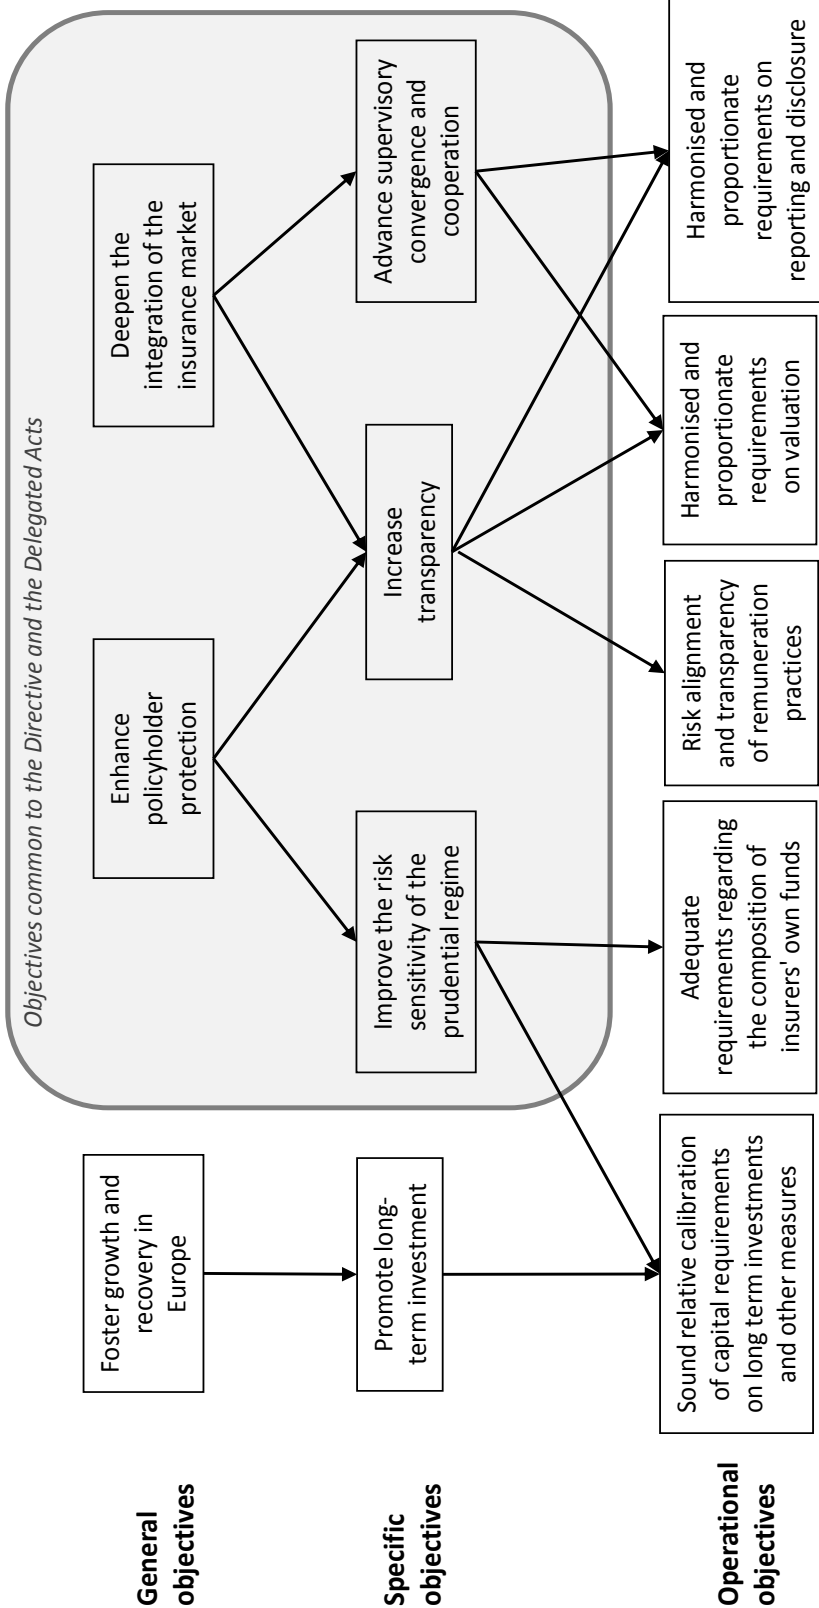 Objectives common to the Directive and the Delegated Acts
General
objectives
Foster growth and
recovery in
Europe
Enhance
policyholder
protection
Deepen the
integration of the
insurance market
Specific
objectives
Promote long-
term investment
Improve the risk
sensitivity of the
prudential regime
Increase
transparency
Advance supervisory
convergence and
cooperation
Operational
objectives
Sound relative calibration
of capital requirements
on long term investments
and other measures
Adequate
requirements regarding
the composition of
insurers' own funds
Risk alignment
and transparency
of remuneration
practices
Harmonised and
proportionate
requirements
on valuation
Harmonised and
proportionate
requirements on
reporting and disclosure